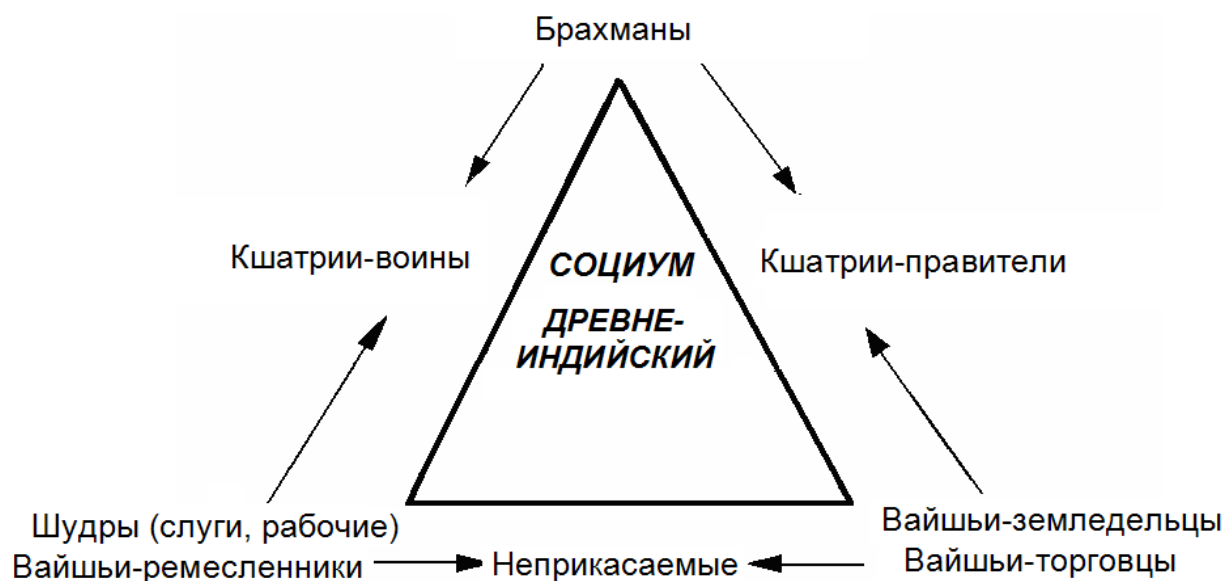 Брахманы
Кшатрии-воины
СОЦИУМ
Кшатрии-правители
ДРЕВНЕ-
ИНДИЙСКИЙ
Шудры (слуги, рабочие)
Вайшьи-ремесленники
Неприкасаемые
Вайшьи-земледельцы
Вайшьи-торговцы